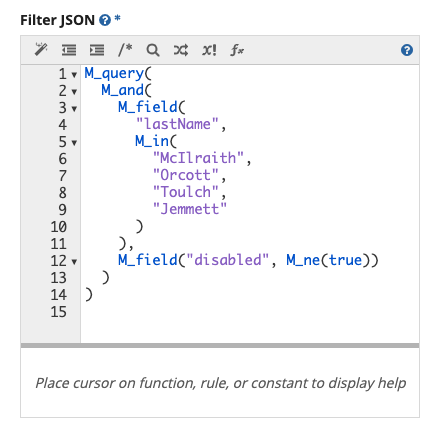 Filter JSON ? *
/* x! fx ?
1 M_query(
2 M_and(
3 M_field(
4 "lastName",
5 M_in(
6 "McIlraith",
7 "Orcott",
8 "Toulch",
9 "Jemmett"
10 )
11 ),
12 M_field("disabled", M_ne(true))
13 )
14 )
15
Place cursor on function, rule, or constant to display help